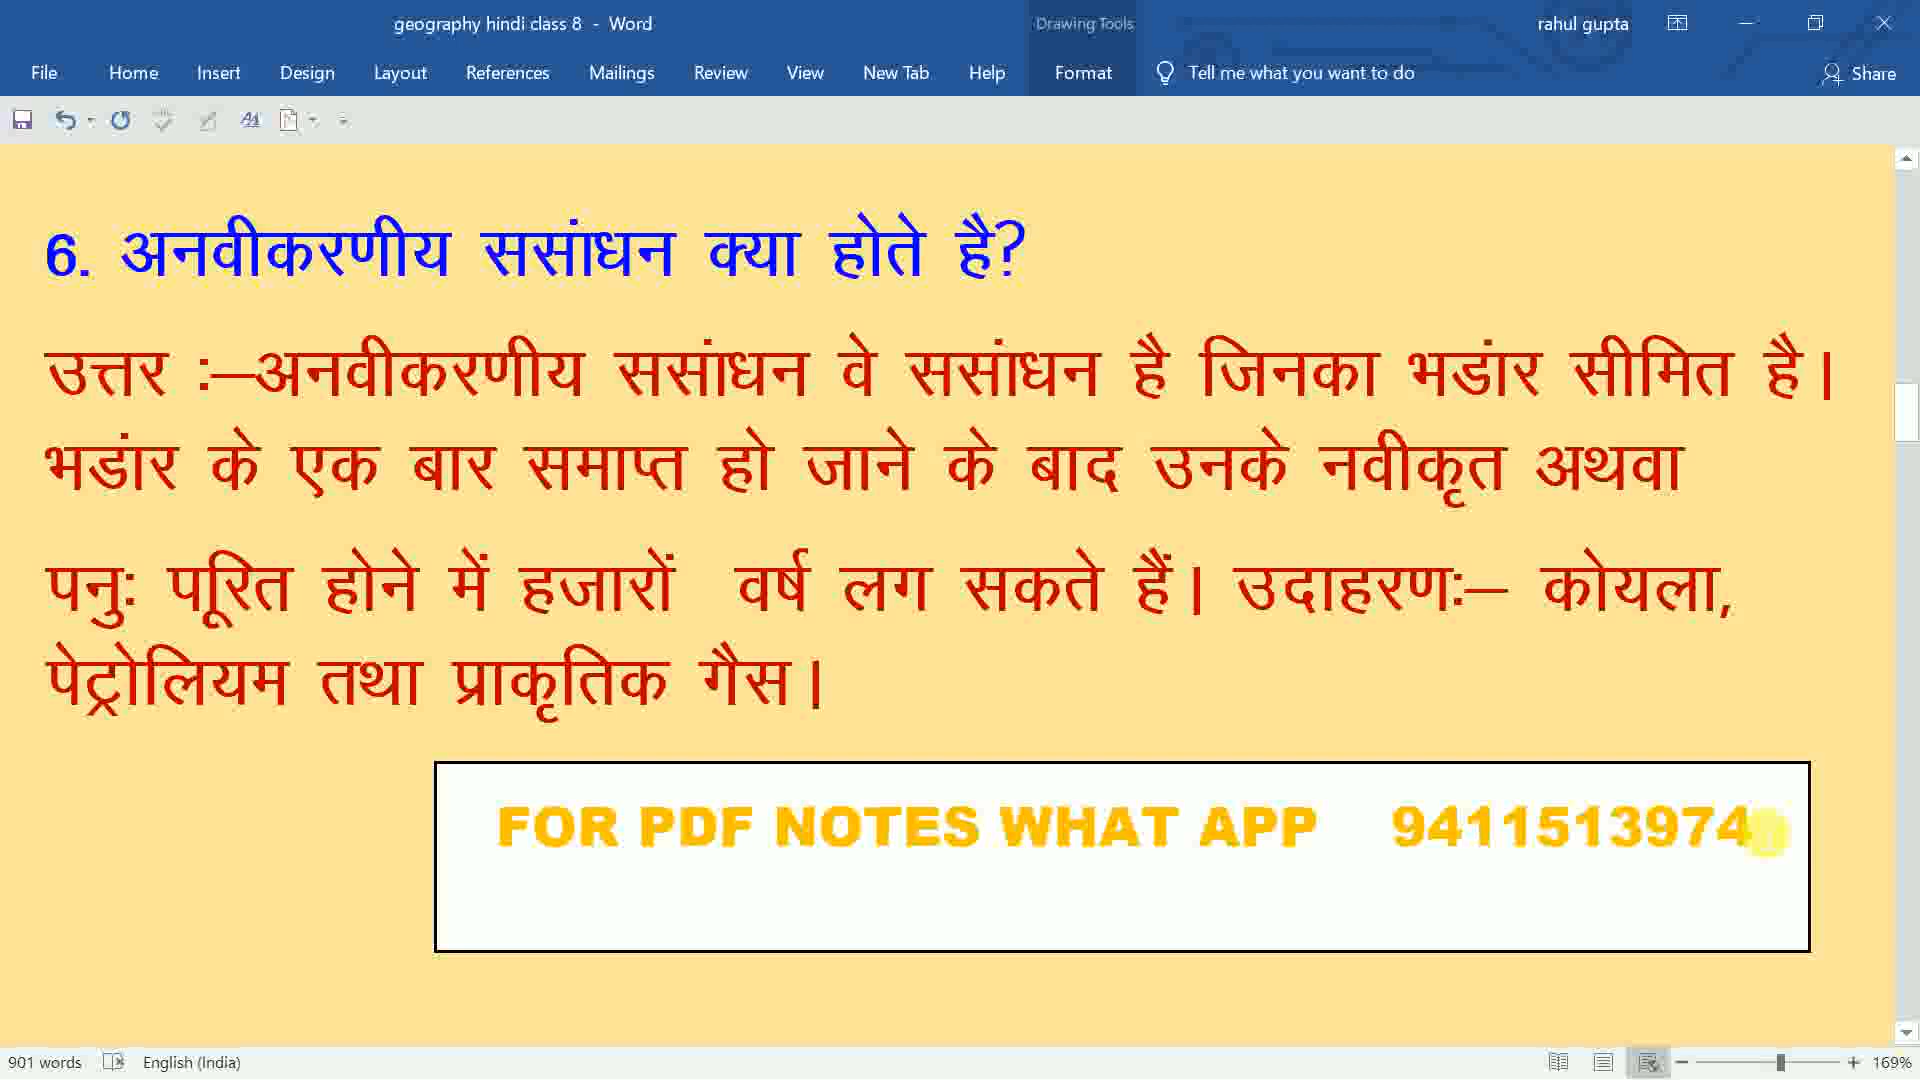 geography hindi class 8 - Word
Drawing Tools
rahul gupta
File Home Insert Design Layout References Mailings Review View New Tab Help Format Tell me what you want to do Share
6. अनवीकरणीय ससांधन क्या होते है?
उत्तर :–अनवीकरणीय ससांधन वे ससांधन है जिनका भडांर सीमित है।
भडांर के एक बार समाप्त हो जाने के बाद उनके नवीकृत अथवा
पनुः पूरित होने में हजारों वर्ष लग सकते हैं। उदाहरणः– कोयला,
पेट्रोलियम तथा प्राकृतिक गैस।
FOR PDF NOTES WHAT APP 9411513974
901 words English (India) 169%